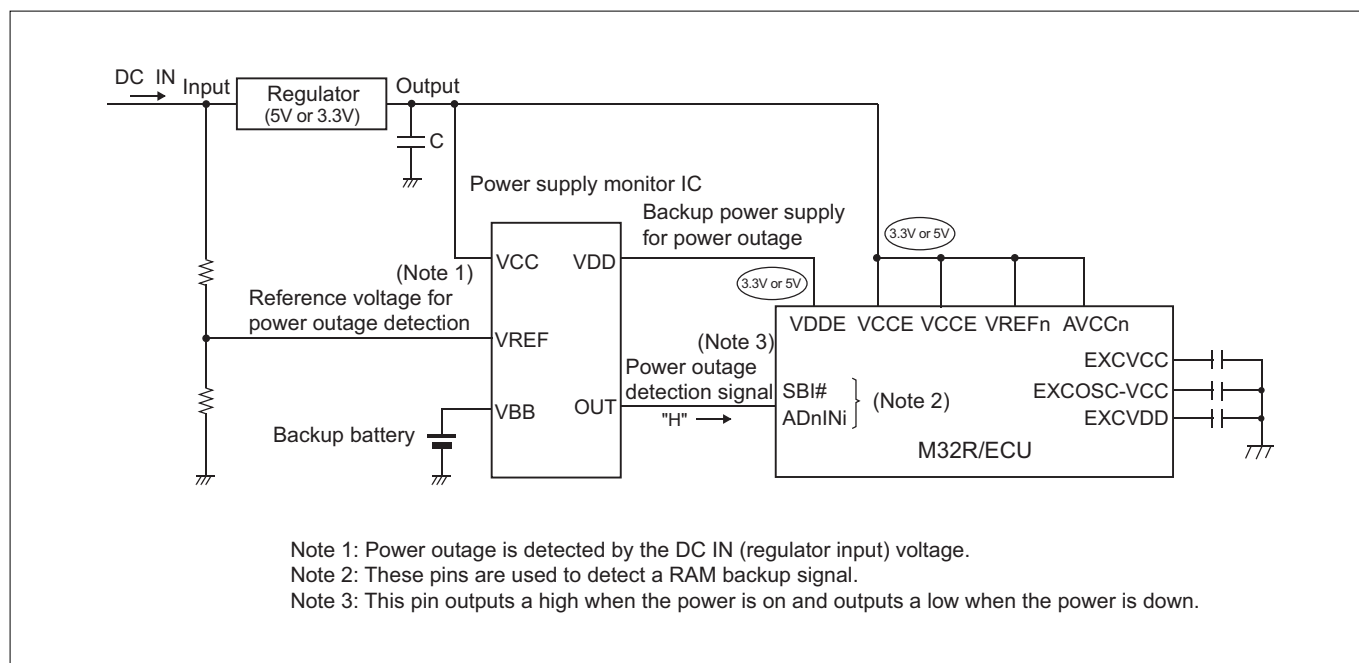 DC IN
Input
Regulator
(5V or 3.3V)
Output
C
Power supply monitor IC
Backup power supply
for power outage
3.3V or 5V
(Note 1)
VCC
VDD
3.3V or 5V
Reference voltage for
power outage detection
VREF
VDDE VCCE VCCE VREFn AVCCn
(Note 3)
Power outage
detection signal
"H"
EXCVCC
SBI#
ADnINi
(Note 2)
EXCOSC-VCC
EXCVDD
VBB
OUT
Backup battery
M32R/ECU
Note 1: Power outage is detected by the DC IN (regulator input) voltage.
Note 2: These pins are used to detect a RAM backup signal.
Note 3: This pin outputs a high when the power is on and outputs a low when the power is down.